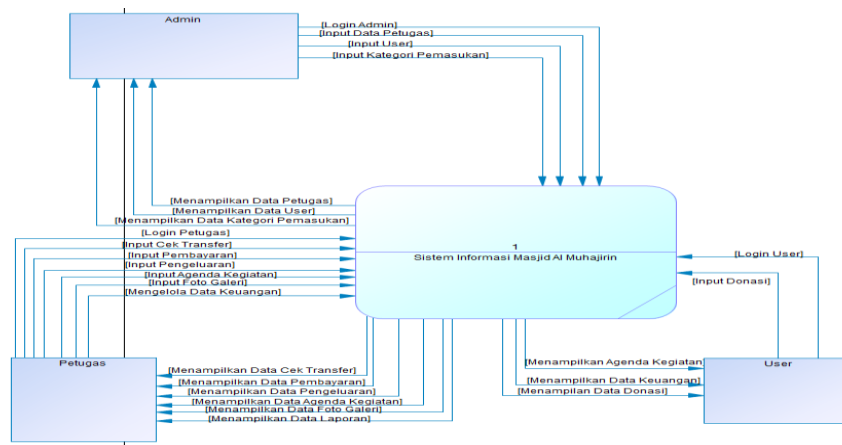 Admin
[Login Admin]
[Input Data Petugas]
[Input User]
[Input Kategori Pemasukan]
[Menampilkan Data Petugas]
[Menampilkan Data User]
[Menampilkan Data Kategori Pemasukan]
[Login Petugas]
[Input Cek Transfer]
[Input Pembayaran]
[Input Pengeluaran]
[Input Agenda Kegiatan]
[Input Foto Galeri]
[Mengelola Data Keuangan]
1
Sistem Informasi Masjid Al Muhajirin
[Login User]
[Input Donasi]
Petugas
[Menampilkan Data Cek Transfer]
[Menampilkan Data Pembayaran]
[Menampilkan Data Pengeluaran]
[Menampilkan Data Agenda Kegiatan]
[Menampilkan Data Foto Galeri]
[Menampilkan Data Laporan]
[Menampilkan Agenda Kegiatan]
[Menampilkan Data Keuangan]
[Menampilan Data Donasi]
User